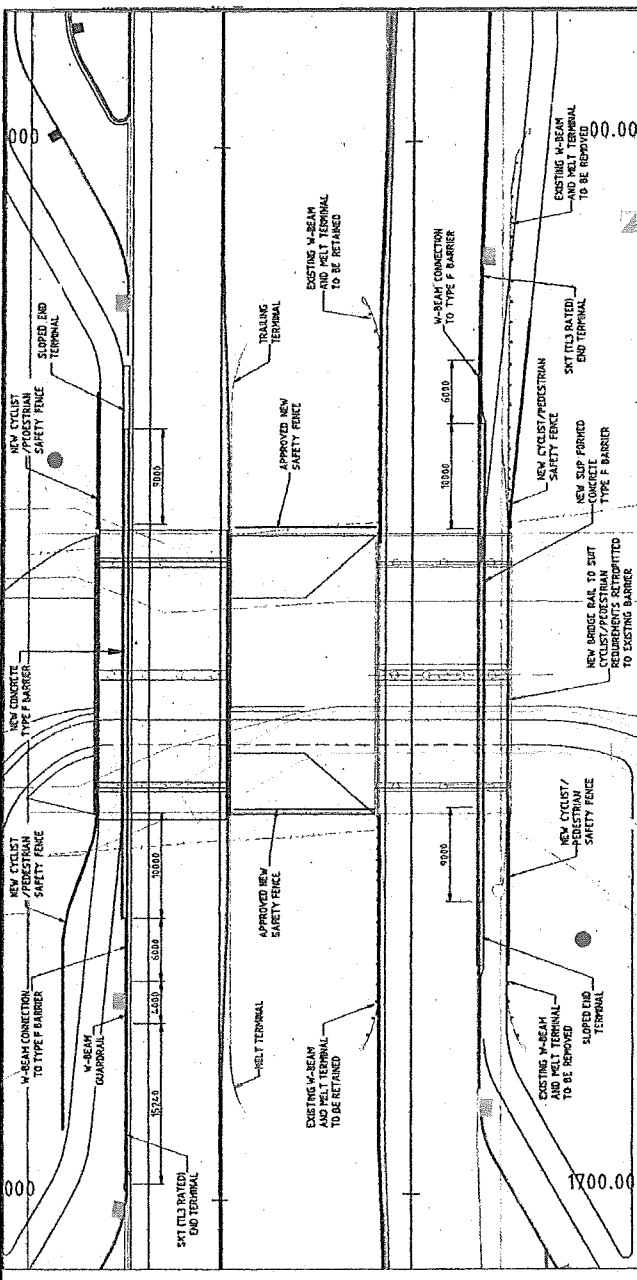 000
NEW CYCLIST
/PEDESTRIAN
SAFETY FENCE
SLOPED END
TERMINAL
9000
NEW CONCRETE
TYPE F BARRIER
NEW CYCLIST
/PEDESTRIAN
SAFETY FENCE
W-BEAM CONNECTION
TO TYPE F BARRIER
W-BEAM
GUARDRAIL
10000
6000
4000
15240
SKT (TL3 RATED)
END TERMINAL
000
TRAILING
TERMINAL
EXISTING W-BEAM
AND MELT TERMINAL
TO BE RETAINED
APPROVED NEW
SAFETY FENCE
APPROVED NEW
SAFETY FENCE
MELT TERMINAL
EXISTING W-BEAM
AND MELT TERMINAL
TO BE RETAINED
00.00
EXISTING W-BEAM
AND MELT TERMINAL
TO BE REMOVED
W-BEAM CONNECTION
TO TYPE F BARRIER
SKT (TL3 RATED)
END TERMINAL
6000
10000
NEW CYCLIST/PEDESTRIAN
SAFETY FENCE
NEW SLIP FORMED
CONCRETE
TYPE F BARRIER
NEW BRIDGE RAIL TO SUIT
CYCLIST/PEDESTRIAN
REQUIREMENTS RETROFITTED
TO EXISTING BARRIER
9000
NEW CYCLIST/
PEDESTRIAN
SAFETY FENCE
SLOPED END
TERMINAL
EXISTING W-BEAM
AND MELT TERMINAL
TO BE REMOVED
1700.00